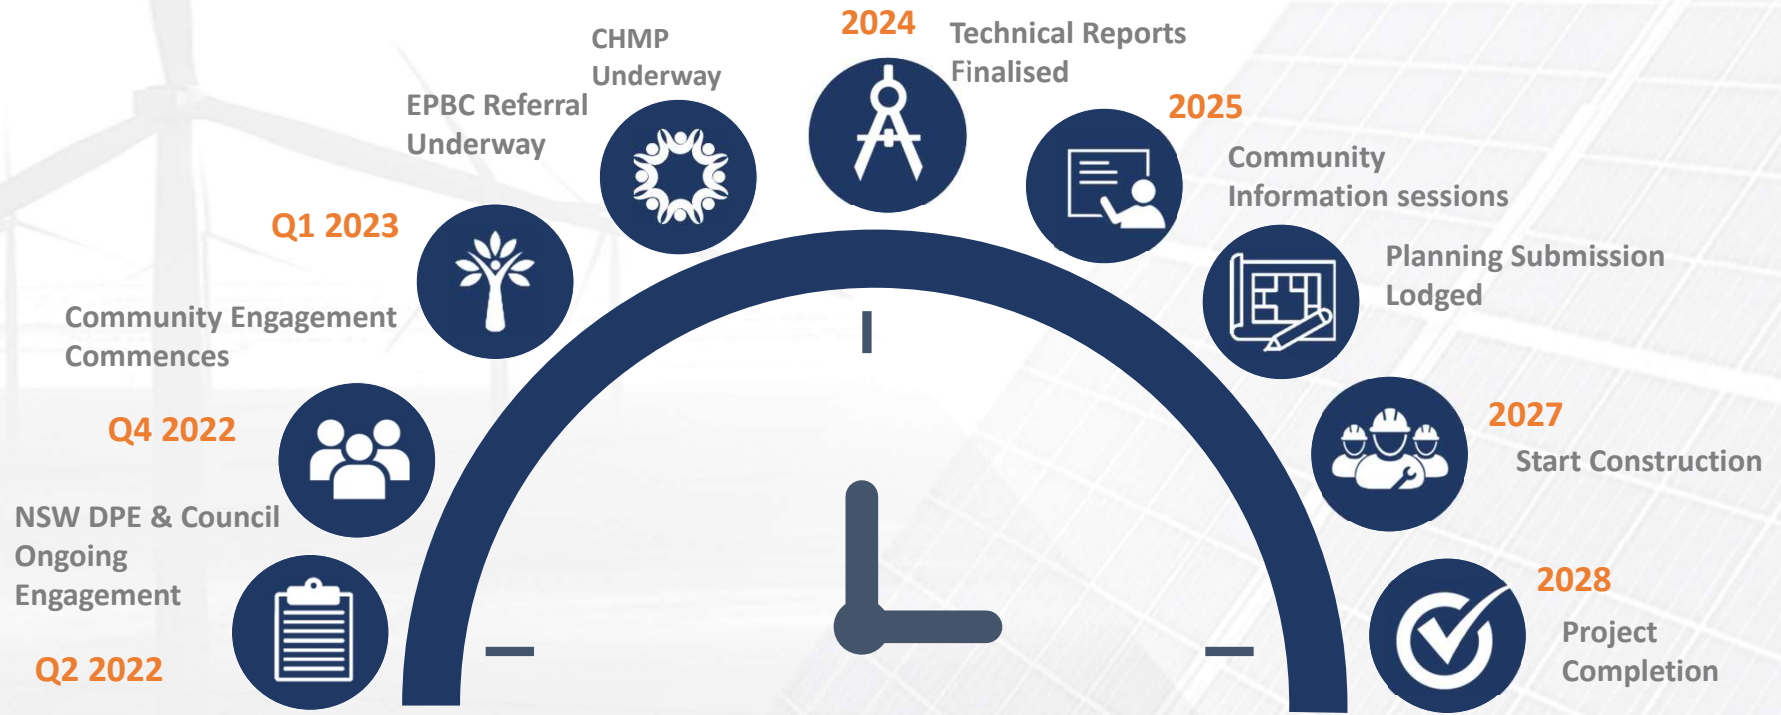 Q2 2022
NSW DPE & Council
Ongoing
Engagement
Q4 2022
Community Engagement
Commences
Q1 2023
EPBC Referral
Underway
CHMP
Underway
2024
Technical Reports
Finalised
2025
Community
Information sessions
Planning Submission
Lodged
2027
Start Construction
2028
Project
Completion